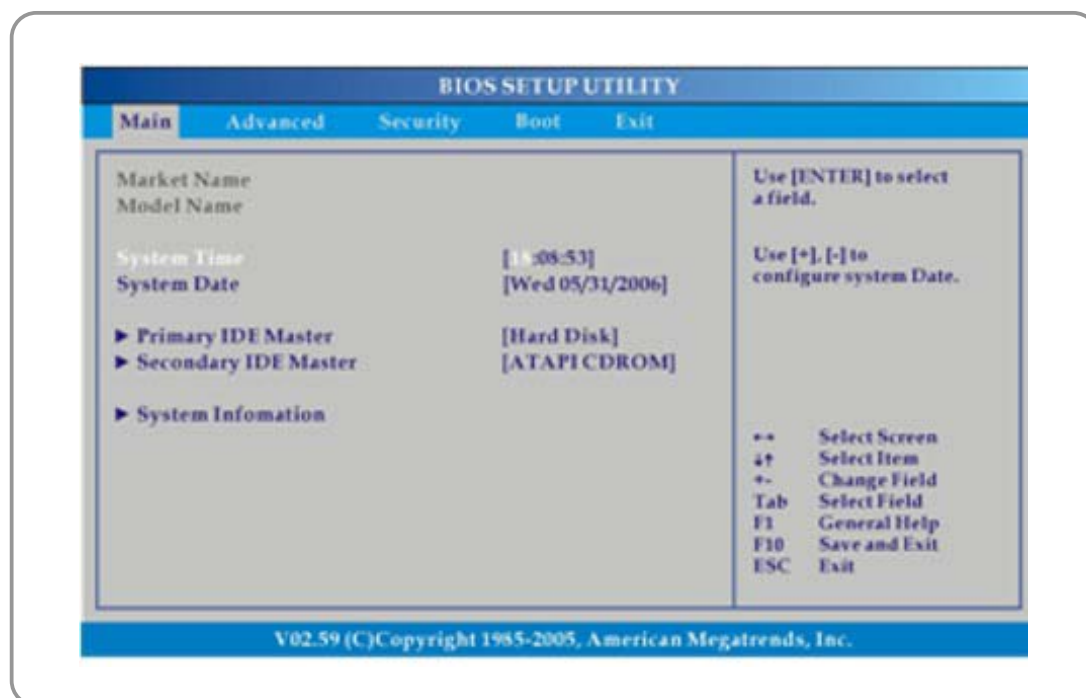 BIOS SETUP UTILITY
Main Advanced Security Boot Exit
Market Name
Model Name
System Time [18:08:53]
System Date [Wed 05/31/2006]
► Primary IDE Master [Hard Disk]
► Secondary IDE Master [ATAPI CDROM]
► System Infomation
Use [ENTER] to select
a field.
Use [+], [-] to
configure system Date.
←→ Select Screen
↓↑ Select Item
+- Change Field
Tab Select Field
F1 General Help
F10 Save and Exit
ESC Exit
V02.59 (C)Copyright 1985-2005, American Megatrends, Inc.